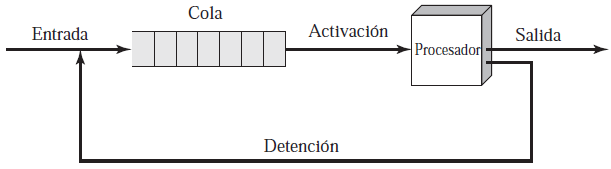 Cola
Entrada
Activación
Procesador
Salida
Detención